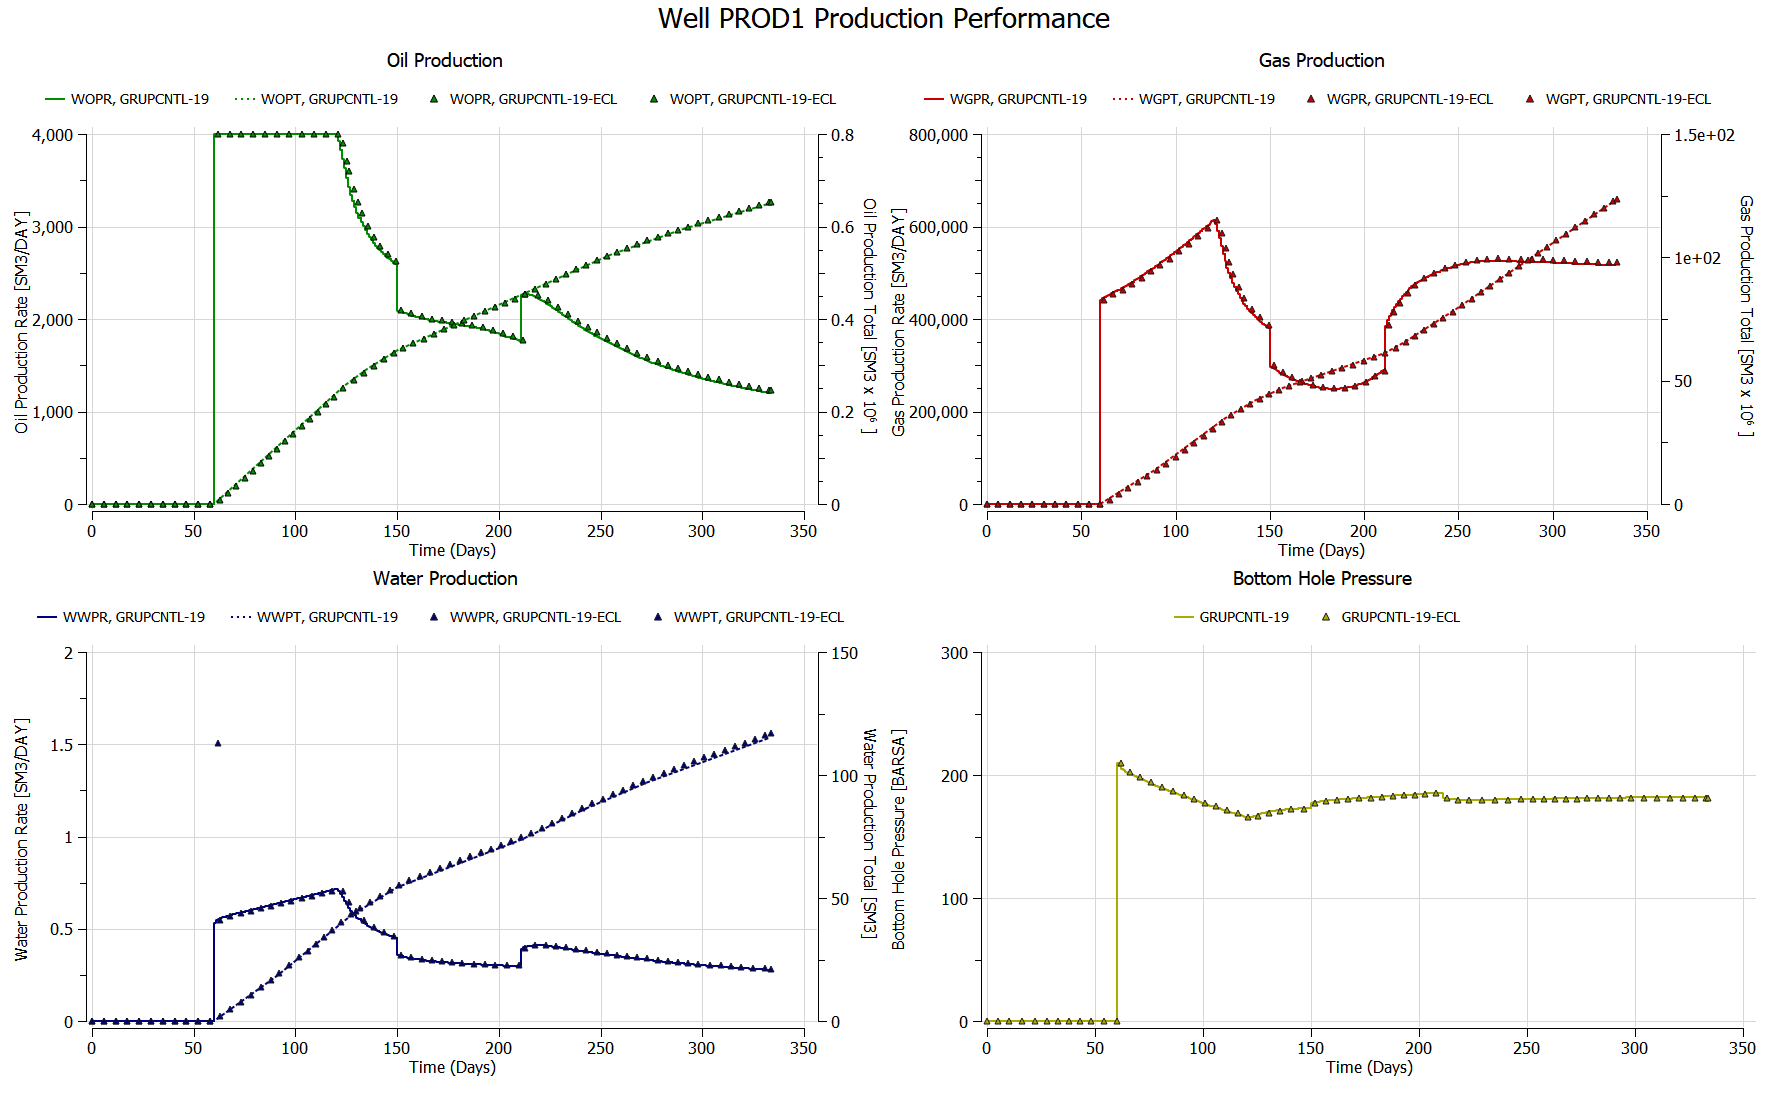 Well PROD1 Production Performance
Oil Production
WOPR, GRUPCNTL-19 WOPT, GRUPCNTL-19 WOPR, GRUPCNTL-19-ECL WOPT, GRUPCNTL-19-ECL
Oil Production Rate [SM3/DAY]
4,000
3,000
2,000
1,000
0
0.8
0.6
0.4
0.2
0
Oil Production Total [SM3 x 10⁶ ]
0 50 100 150 200 250 300 350
Time (Days)
Gas Production
WGPR, GRUPCNTL-19 WGPT, GRUPCNTL-19 WGPR, GRUPCNTL-19-ECL WGPT, GRUPCNTL-19-ECL
Gas Production Rate [SM3/DAY]
800,000
600,000
400,000
200,000
0
1.5e+02
1e+02
50
0
Gas Production Total [SM3 x 10⁶ ]
0 50 100 150 200 250 300 350
Time (Days)
Water Production
WWPR, GRUPCNTL-19 WWPT, GRUPCNTL-19 WWPR, GRUPCNTL-19-ECL WWPT, GRUPCNTL-19-ECL
Water Production Rate [SM3/DAY]
2
1.5
1
0.5
0
150
100
50
0
Water Production Total [SM3]
0 50 100 150 200 250 300 350
Time (Days)
Bottom Hole Pressure
GRUPCNTL-19 GRUPCNTL-19-ECL
Bottom Hole Pressure [BARSA]
300
200
100
0
0 50 100 150 200 250 300 350
Time (Days)